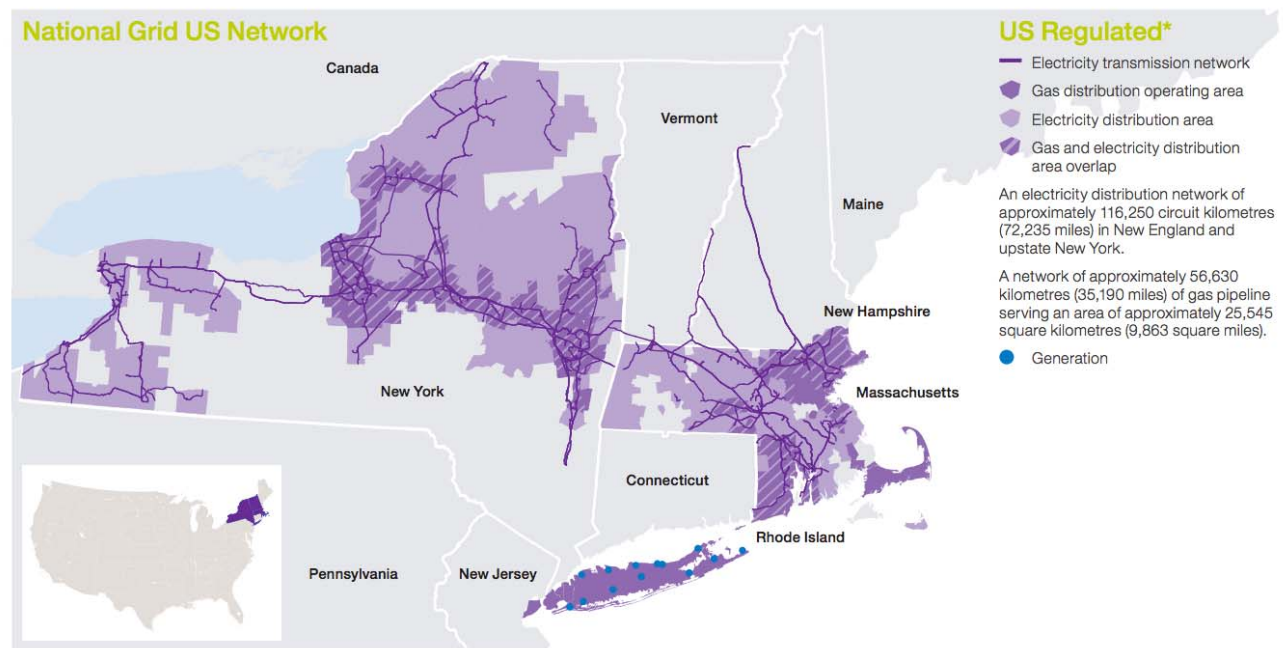 National Grid US Network
US Regulated*
Electricity transmission network
Gas distribution operating area
Electricity distribution area
Gas and electricity distribution
area overlap
An electricity distribution network of
approximately 116,250 circuit kilometres
(72,235 miles) in New England and
upstate New York.
A network of approximately 56,630
kilometres (35,190 miles) of gas pipeline
serving an area of approximately 25,545
square kilometres (9,863 square miles).
Generation
Canada
Vermont
Maine
New Hampshire
New York
Massachusetts
Connecticut
Rhode Island
Pennsylvania
New Jersey